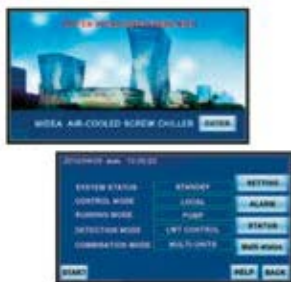 MIDEA AIR-COOLED SCREW CHILLER ENTER
SYSTEM STATUS STANDBY SETTING
CONTROL MODE LOCAL ALARM
RUNNING MODE PUMP
DETECTION MODE LWT CONTROL STATUS
COMBINATION MODE MULTI UNITS
START HELP BACK